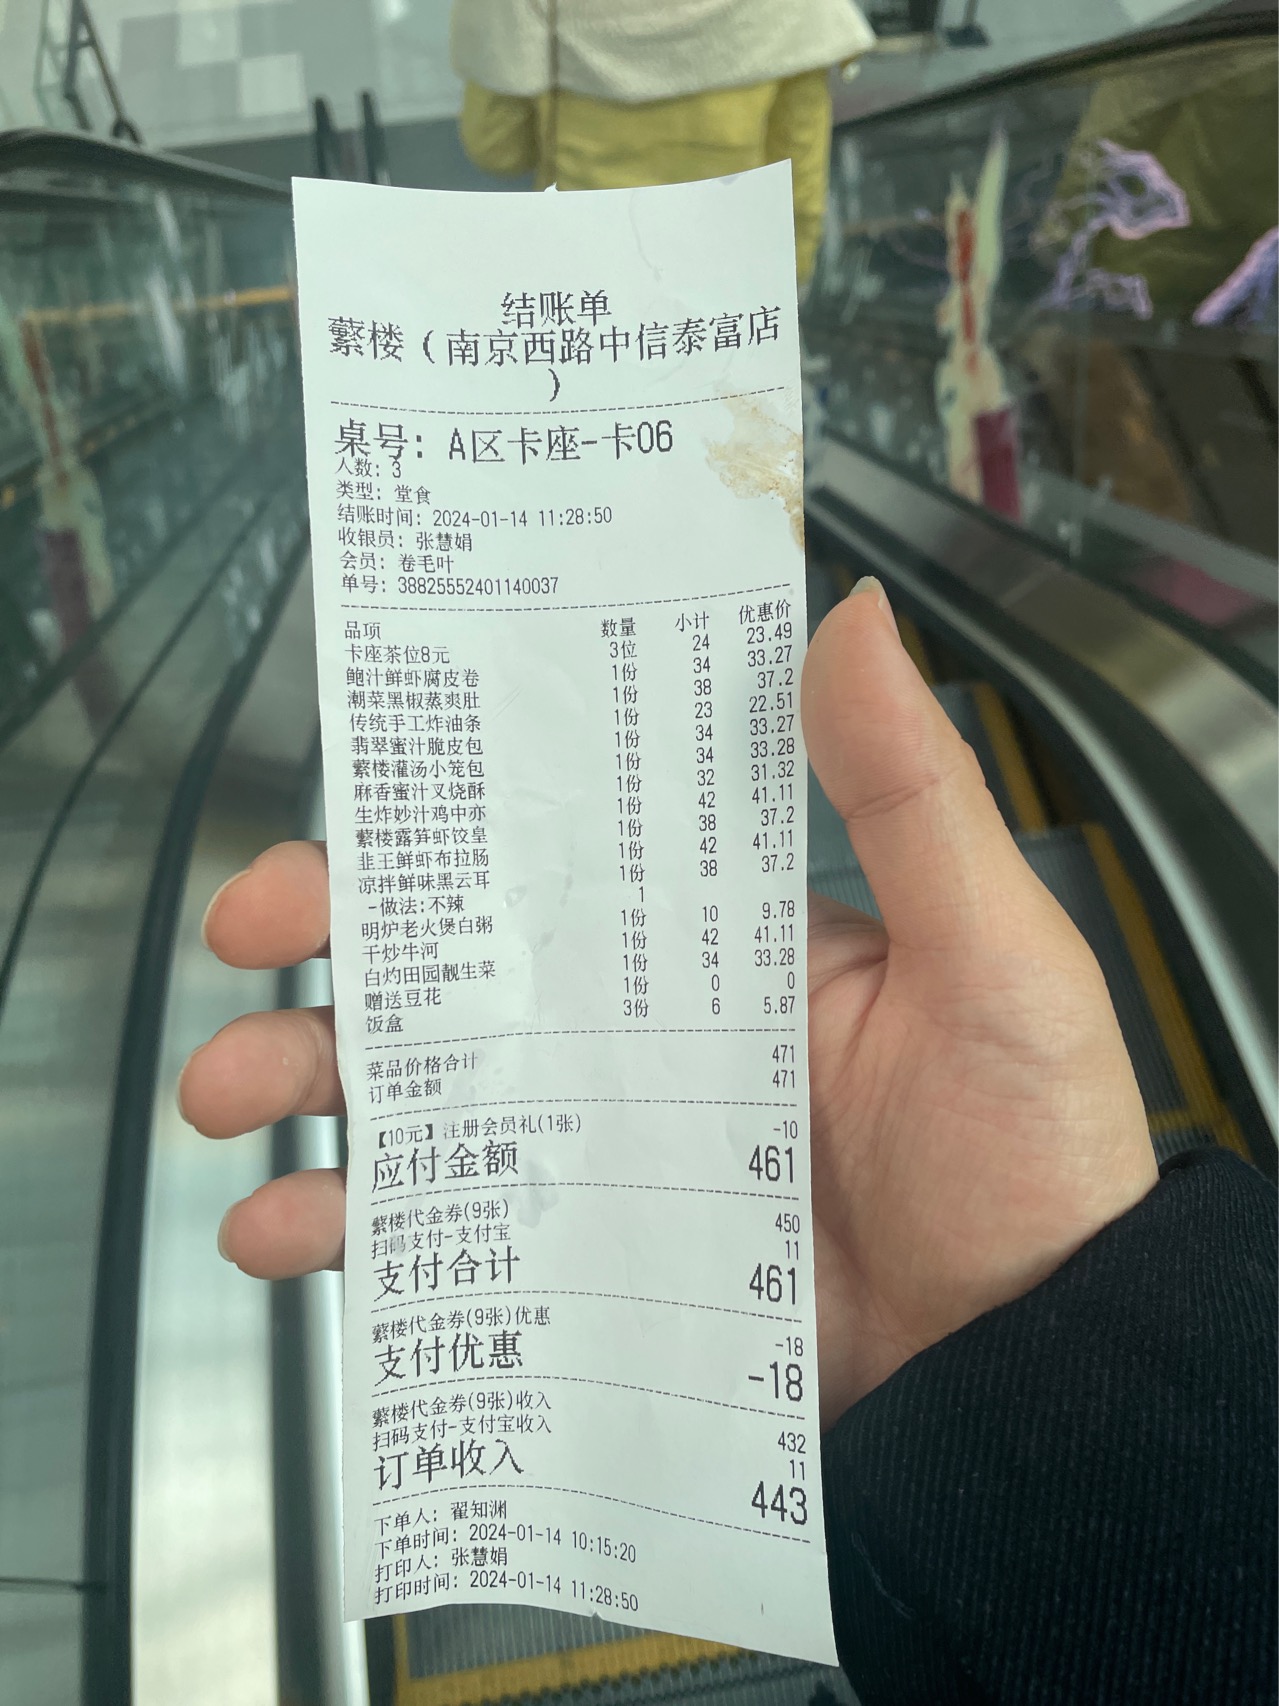 结账单
蘩楼（南京西路中信泰富店
）
桌号：A区卡座-卡06
人数：3
类型：堂食
结账时间：2024-01-14 11:28:50
收银员：张慧娟
会员：卷毛叶
单号：38825552401140037
品项 数量 小计 优惠价
卡座茶位8元 3位 24 23.49
鲍汁鲜虾腐皮卷 1份 34 33.27
潮菜黑椒蒸爽肚 1份 38 37.2
传统手工炸油条 1份 23 22.51
翡翠蜜汁脆皮包 1份 34 33.27
蘩楼灌汤小笼包 1份 34 33.28
麻香蜜汁叉烧酥 1份 32 31.32
生炸妙汁鸡中亦 1份 42 41.11
蘩楼露笋虾饺皇 1份 38 37.2
韭王鲜虾布拉肠 1份 42 41.11
凉拌鲜味黑云耳 1份 38 37.2
-做法:不辣 1
明炉老火煲白粥 1份 10 9.78
干炒牛河 1份 42 41.11
白灼田园靓生菜 1份 34 33.28
赠送豆花 1份 0 0
饭盒 3份 6 5.87
菜品价格合计 471
订单金额 471
【10元】注册会员礼(1张) -10
应付金额 461
蘩楼代金券(9张) 450
扫码支付-支付宝 11
支付合计 461
蘩楼代金券(9张)优惠 -18
支付优惠 -18
蘩楼代金券(9张)收入 432
扫码支付-支付宝收入 11
订单收入 443
下单人：翟知渊
下单时间：2024-01-14 10:15:20
打印人：张慧娟
打印时间：2024-01-14 11:28:50